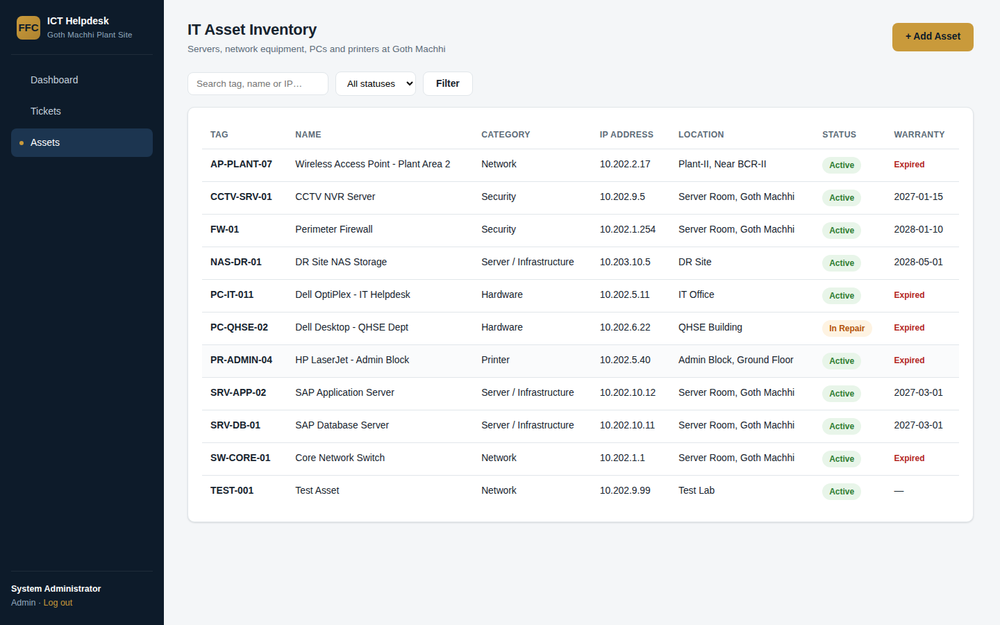 FFC
ICT Helpdesk
Goth Machhi Plant Site
Dashboard
Tickets
Assets
System Administrator
Admin · Log out
IT Asset Inventory
Servers, network equipment, PCs and printers at Goth Machhi
+ Add Asset
Search tag, name or IP…
All statuses
Filter
TAG NAME CATEGORY IP ADDRESS LOCATION STATUS WARRANTY
AP-PLANT-07 Wireless Access Point - Plant Area 2 Network 10.202.2.17 Plant-II, Near BCR-II Active Expired
CCTV-SRV-01 CCTV NVR Server Security 10.202.9.5 Server Room, Goth Machhi Active 2027-01-15
FW-01 Perimeter Firewall Security 10.202.1.254 Server Room, Goth Machhi Active 2028-01-10
NAS-DR-01 DR Site NAS Storage Server / Infrastructure 10.203.10.5 DR Site Active 2028-05-01
PC-IT-011 Dell OptiPlex - IT Helpdesk Hardware 10.202.5.11 IT Office Active Expired
PC-QHSE-02 Dell Desktop - QHSE Dept Hardware 10.202.6.22 QHSE Building In Repair Expired
PR-ADMIN-04 HP LaserJet - Admin Block Printer 10.202.5.40 Admin Block, Ground Floor Active Expired
SRV-APP-02 SAP Application Server Server / Infrastructure 10.202.10.12 Server Room, Goth Machhi Active 2027-03-01
SRV-DB-01 SAP Database Server Server / Infrastructure 10.202.10.11 Server Room, Goth Machhi Active 2027-03-01
SW-CORE-01 Core Network Switch Network 10.202.1.1 Server Room, Goth Machhi Active Expired
TEST-001 Test Asset Network 10.202.9.99 Test Lab Active —